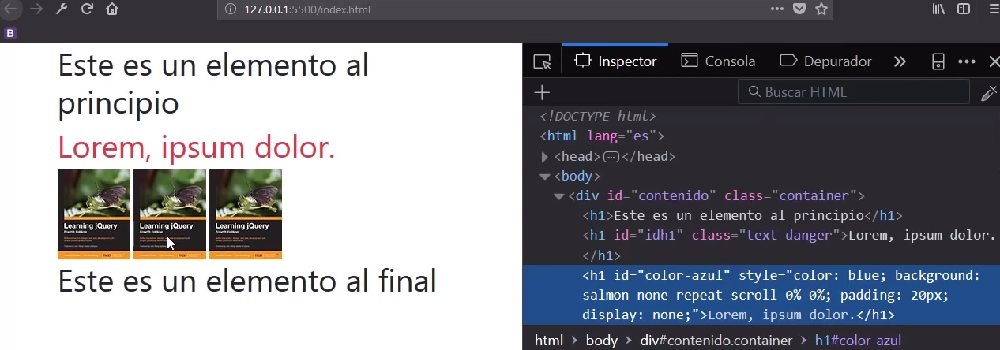 127.0.0.1:5500/index.html
B
Este es un elemento al
principio
Lorem, ipsum dolor.
Learning jQuery Learning jQuery Learning jQuery
Fourth Edition Fourth Edition Fourth Edition
Este es un elemento al final
Inspector Consola Depurador
Buscar HTML
<!DOCTYPE html>
<html lang="es">
<head> </head>
<body>
<div id="contenido" class="container">
<h1>Este es un elemento al principio</h1>
<h1 id="idh1" class="text-danger">Lorem, ipsum dolor.
</h1>
<h1 id="color-azul" style="color: blue; background:
salmon none repeat scroll 0% 0%; padding: 20px;
display: none;">Lorem, ipsum dolor.</h1>
html > body > div#contenido.container > h1#color-azul